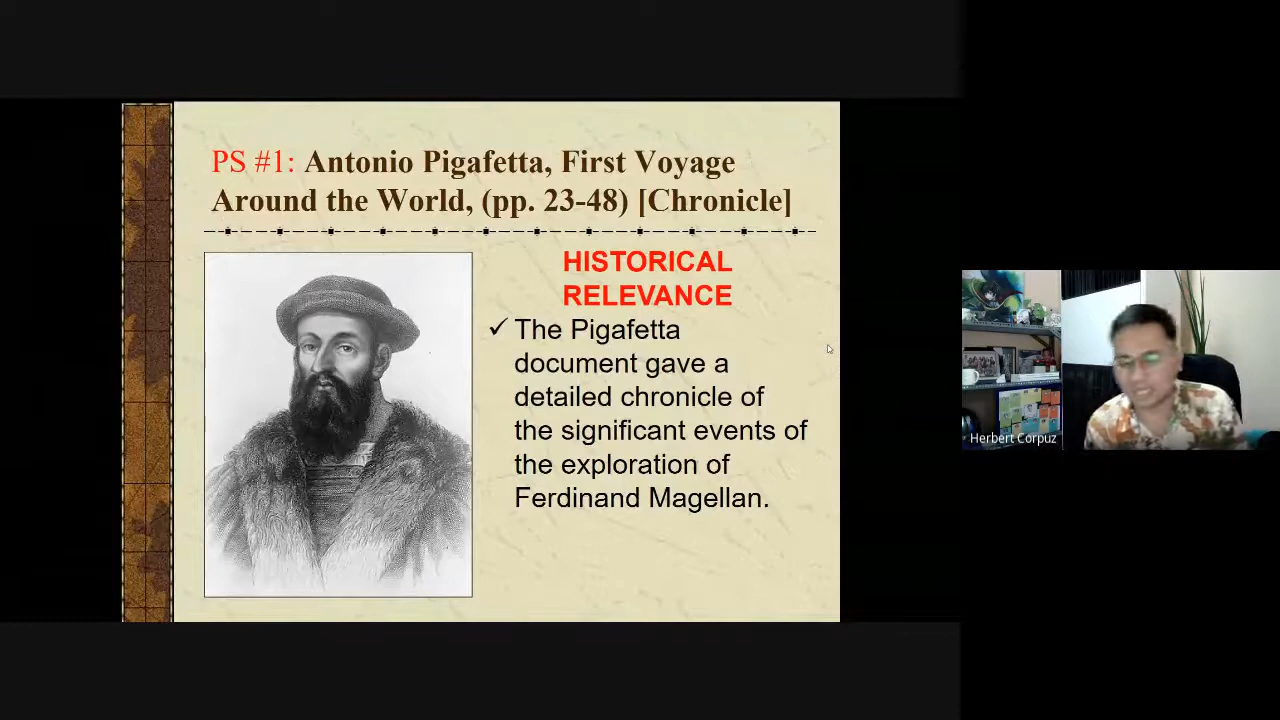 PS #1: Antonio Pigafetta, First Voyage
Around the World, (pp. 23-48) [Chronicle]
HISTORICAL
RELEVANCE
✓ The Pigafetta
document gave a
detailed chronicle of
the significant events of
the exploration of
Ferdinand Magellan.
Herbert Corpuz